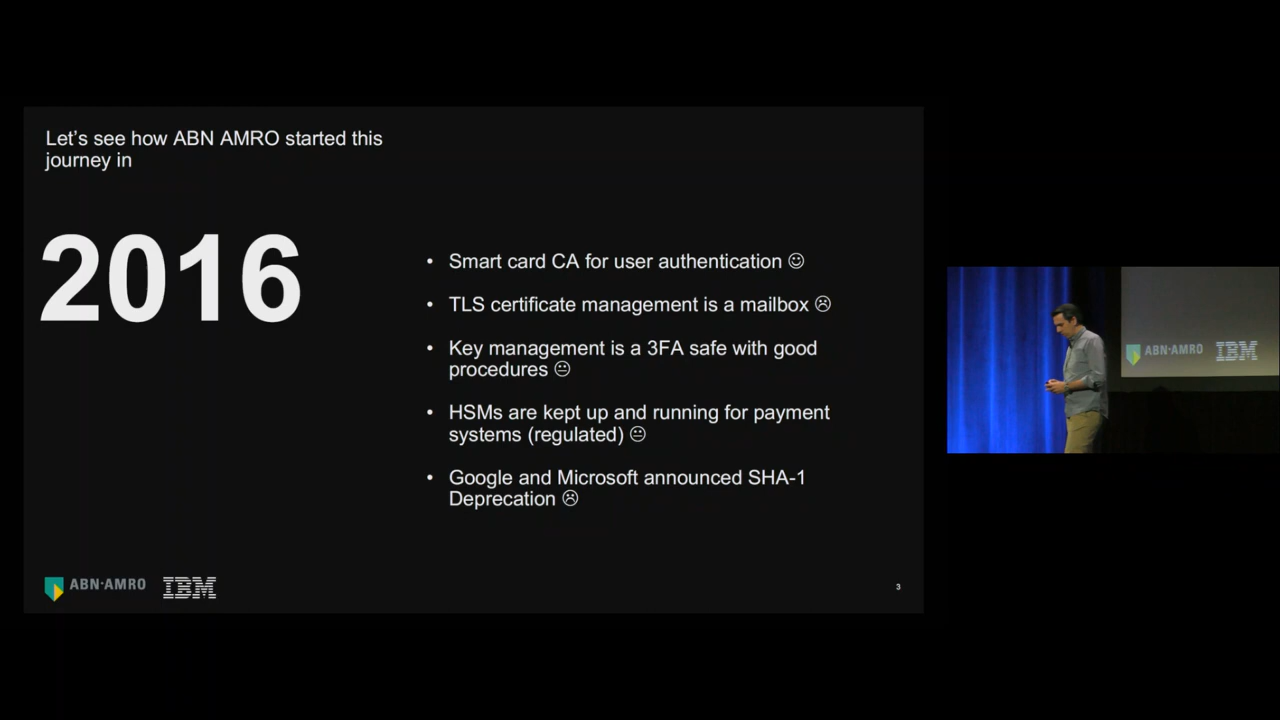 Let's see how ABN AMRO started this
journey in
2016
• Smart card CA for user authentication ☺
• TLS certificate management is a mailbox ☹
• Key management is a 3FA safe with good
procedures 😐
• HSMs are kept up and running for payment
systems (regulated) 😐
• Google and Microsoft announced SHA-1
Deprecation ☹
ABN·AMRO IBM
3
ABN·AMRO IBM